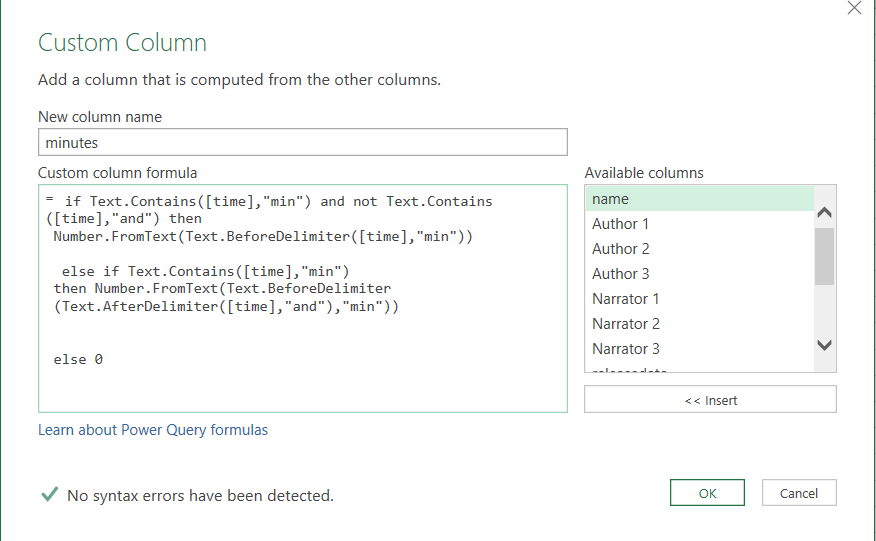 Custom Column
Add a column that is computed from the other columns.
New column name
minutes
Custom column formula
= if Text.Contains([time],"min") and not Text.Contains
([time],"and") then
Number.FromText(Text.BeforeDelimiter([time],"min"))
else if Text.Contains([time],"min")
then Number.FromText(Text.BeforeDelimiter
(Text.AfterDelimiter([time],"and"),"min"))
else 0
Available columns
name
Author 1
Author 2
Author 3
Narrator 1
Narrator 2
Narrator 3
<< Insert
Learn about Power Query formulas
No syntax errors have been detected.
OK
Cancel